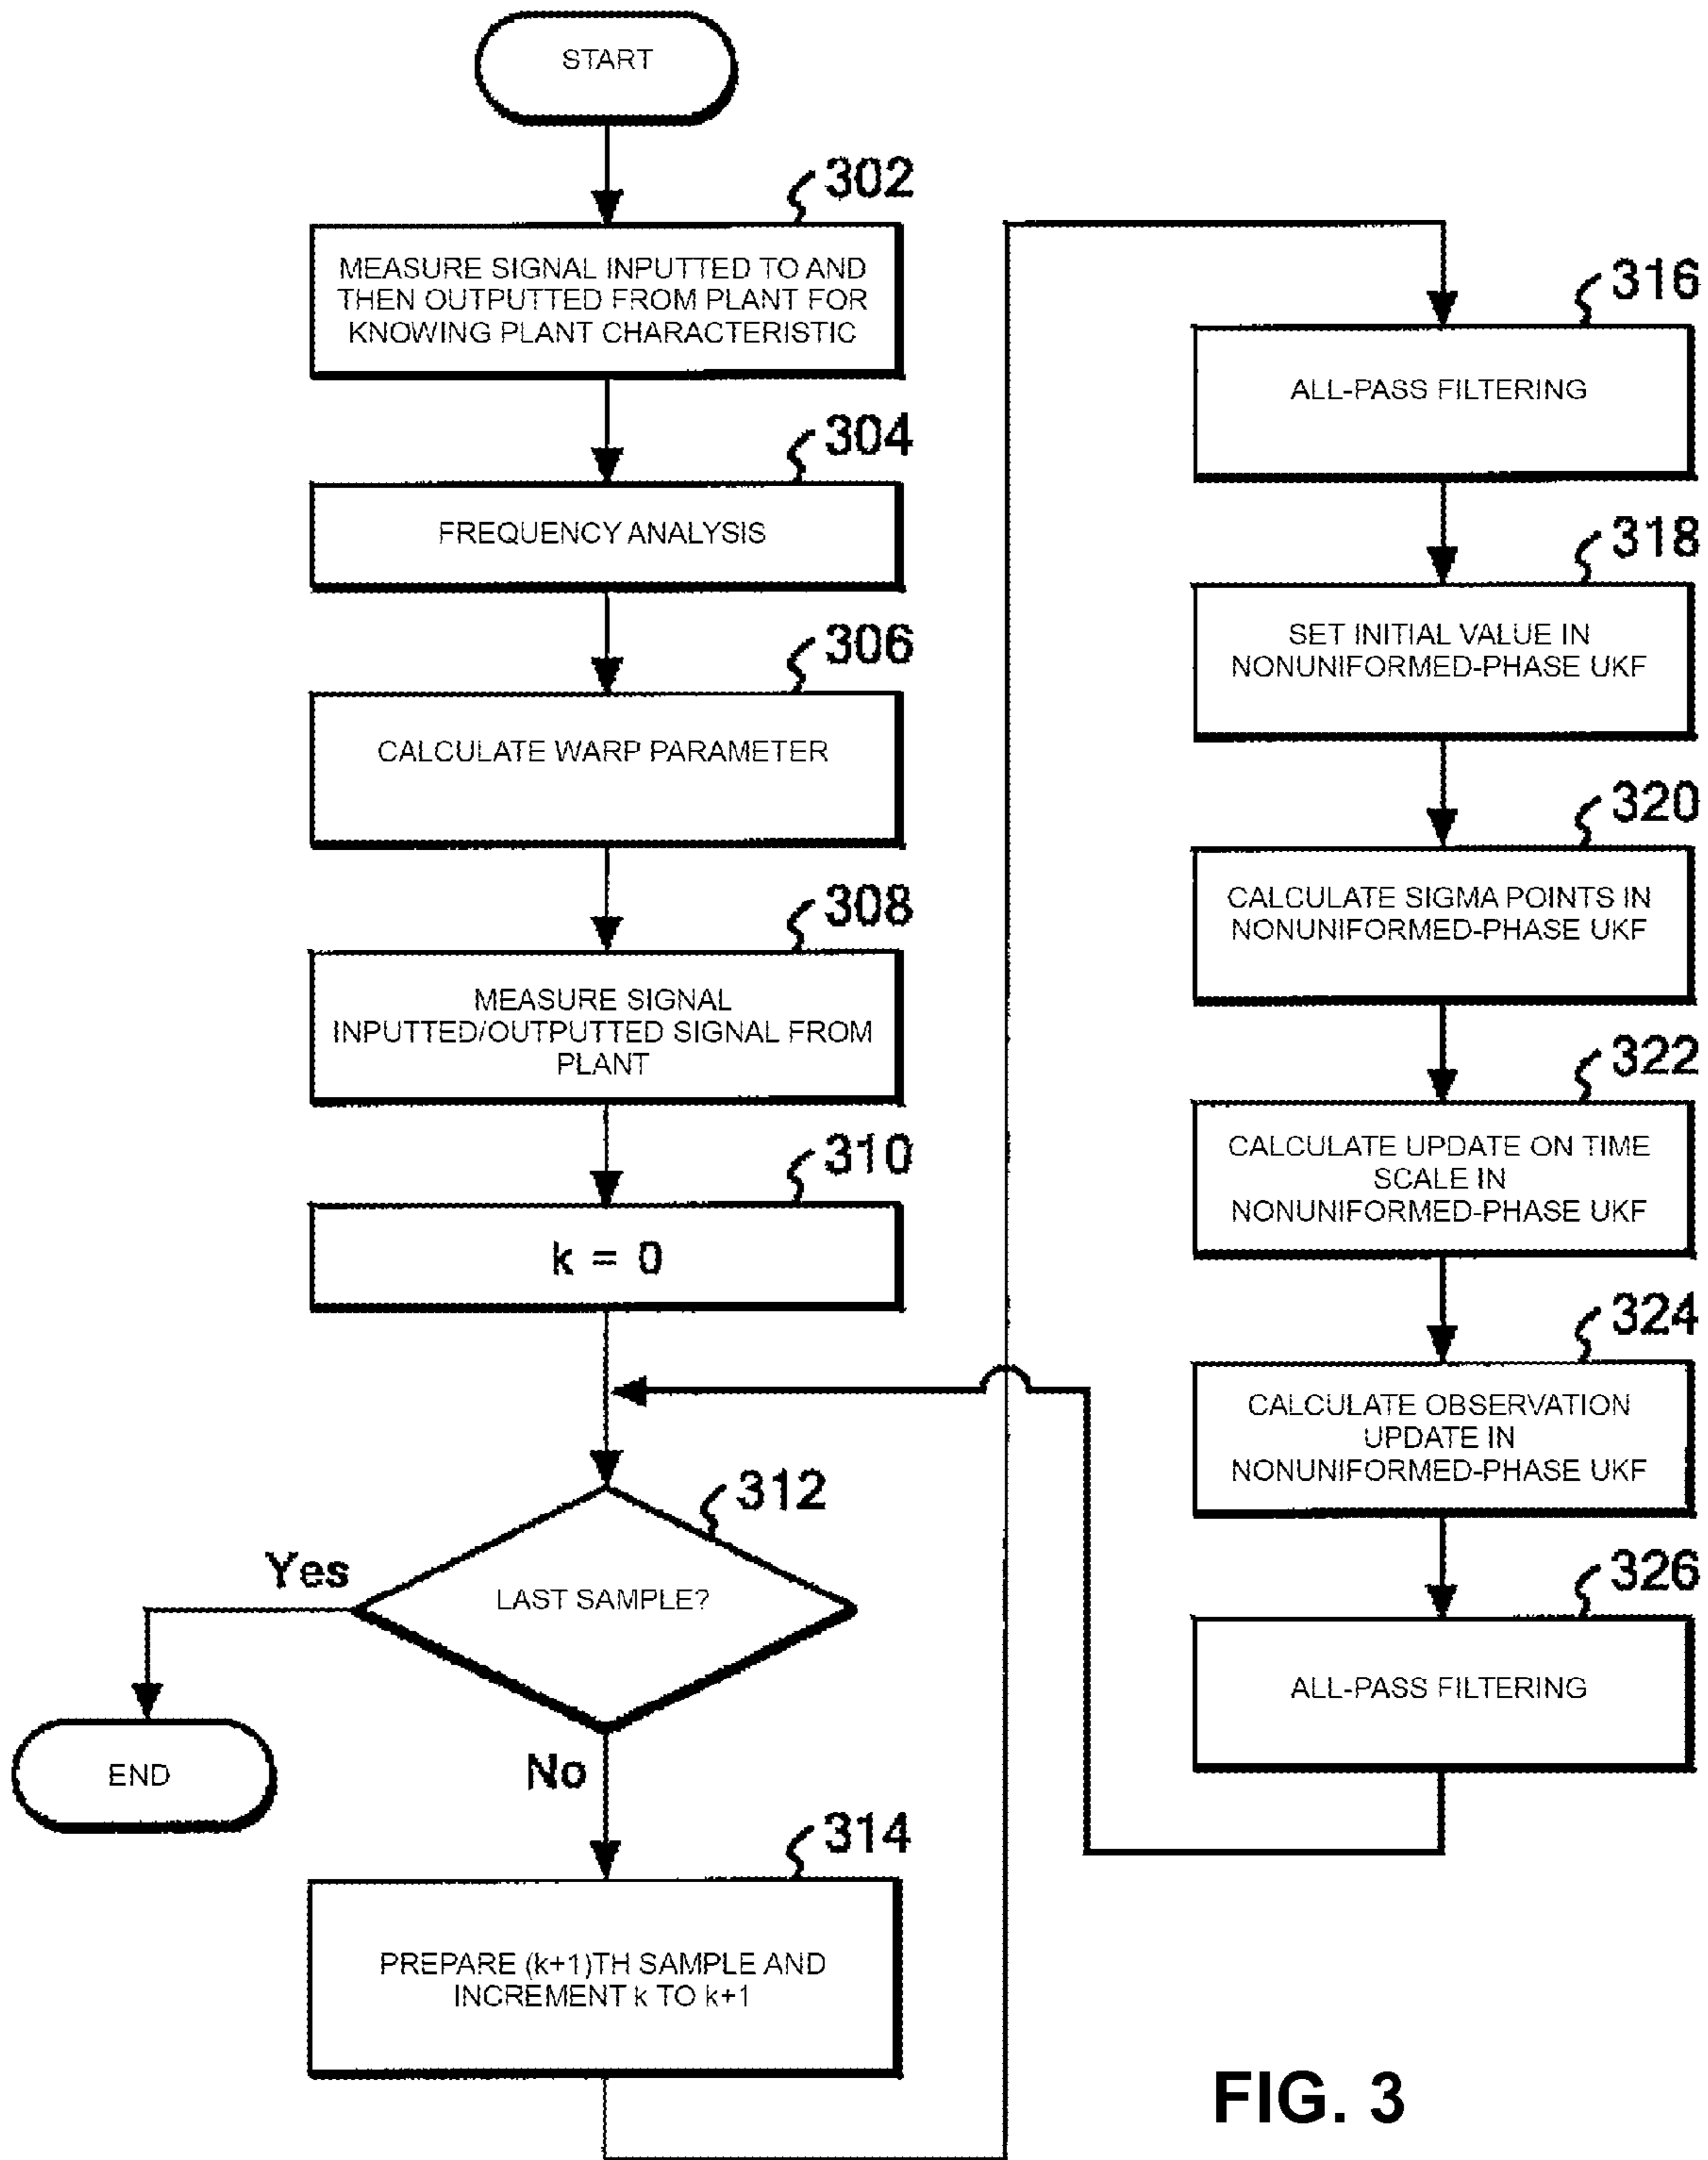 START
302
MEASURE SIGNAL INPUTTED TO AND
THEN OUTPUTTED FROM PLANT FOR
KNOWING PLANT CHARACTERISTIC
304
FREQUENCY ANALYSIS
306
CALCULATE WARP PARAMETER
308
MEASURE SIGNAL
INPUTTED/OUTPUTTED SIGNAL FROM
PLANT
310
k = 0
312
LAST SAMPLE?
Yes
END
No
314
PREPARE (k+1)TH SAMPLE AND
INCREMENT k TO k+1
316
ALL-PASS FILTERING
318
SET INITIAL VALUE IN
NONUNIFORMED-PHASE UKF
320
CALCULATE SIGMA POINTS IN
NONUNIFORMED-PHASE UKF
322
CALCULATE UPDATE ON TIME
SCALE IN
NONUNIFORMED-PHASE UKF
324
CALCULATE OBSERVATION
UPDATE IN
NONUNIFORMED-PHASE UKF
326
ALL-PASS FILTERING
FIG. 3